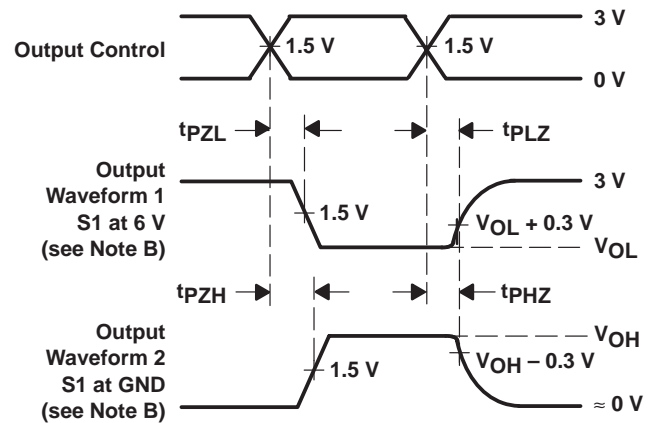 3 V
Output Control
1.5 V
1.5 V
0 V
tPZL
tPLZ
Output
Waveform 1
S1 at 6 V
(see Note B)
3 V
1.5 V
VOL + 0.3 V
VOL
tPZH
tPHZ
Output
Waveform 2
S1 at GND
(see Note B)
VOH
1.5 V
VOH – 0.3 V
≈ 0 V